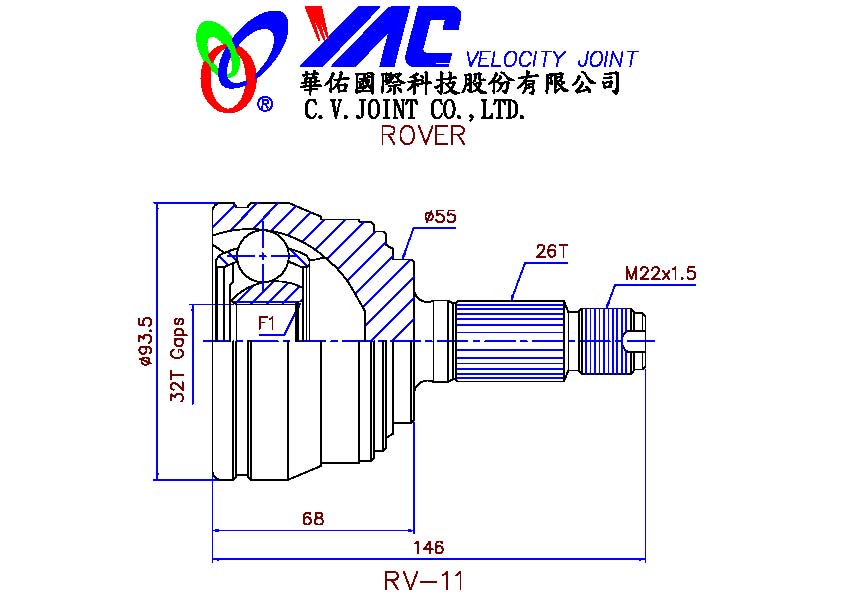 YAC VELOCITY JOINT
華佑國際科技股份有限公司
C.V.JOINT CO.,LTD.
ROVER
®
ø55
26T
M22x1.5
ø93.5
32T Gaps
F1
68
146
RV-11